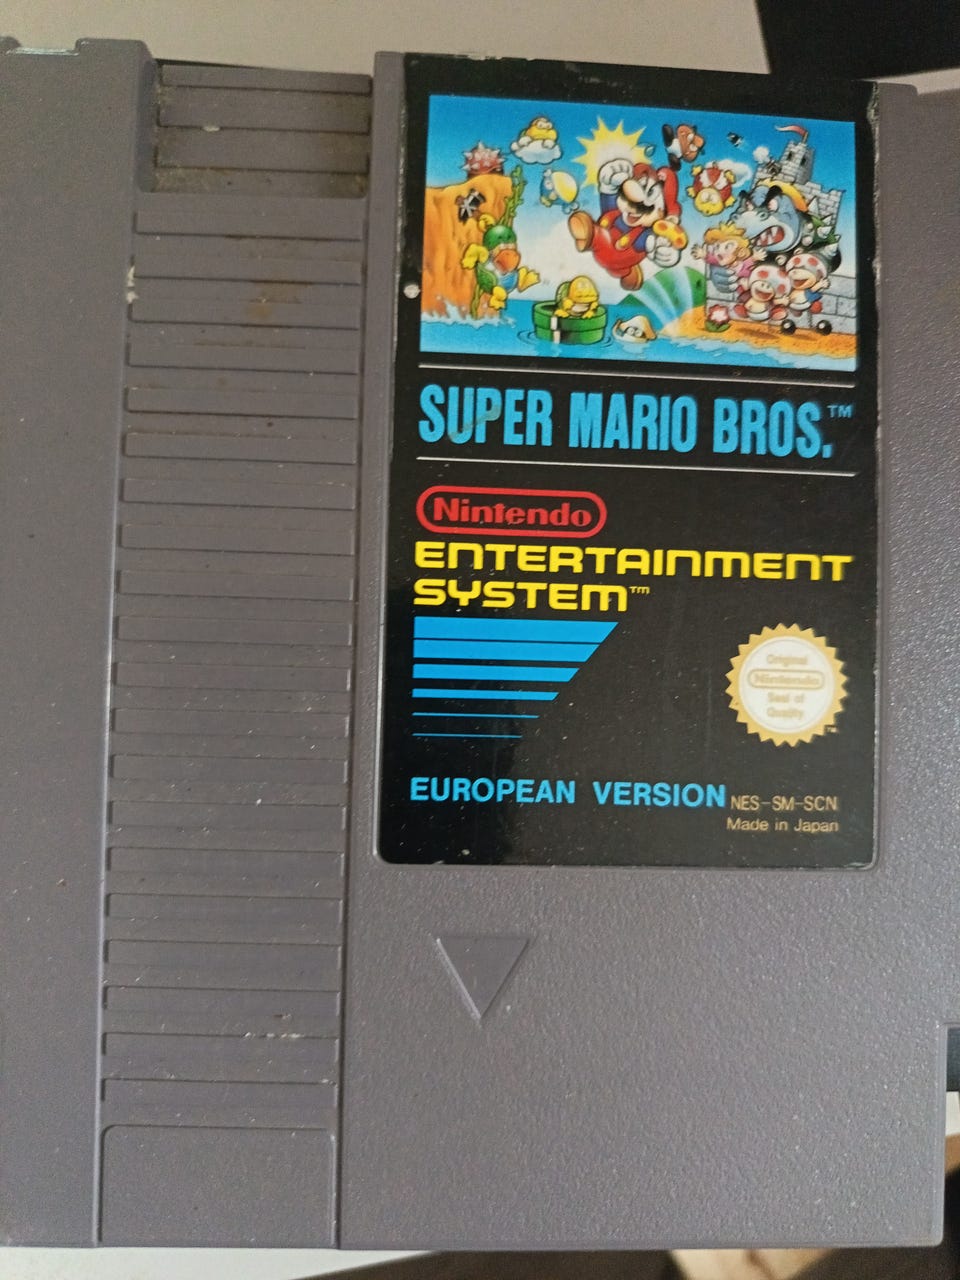 SUPER MARIO BROS.™
Nintendo
ENTERTAINMENT
SYSTEM™
Original
Nintendo
Seal of
Quality
TM
EUROPEAN VERSION
NES-SM-SCN
Made in Japan